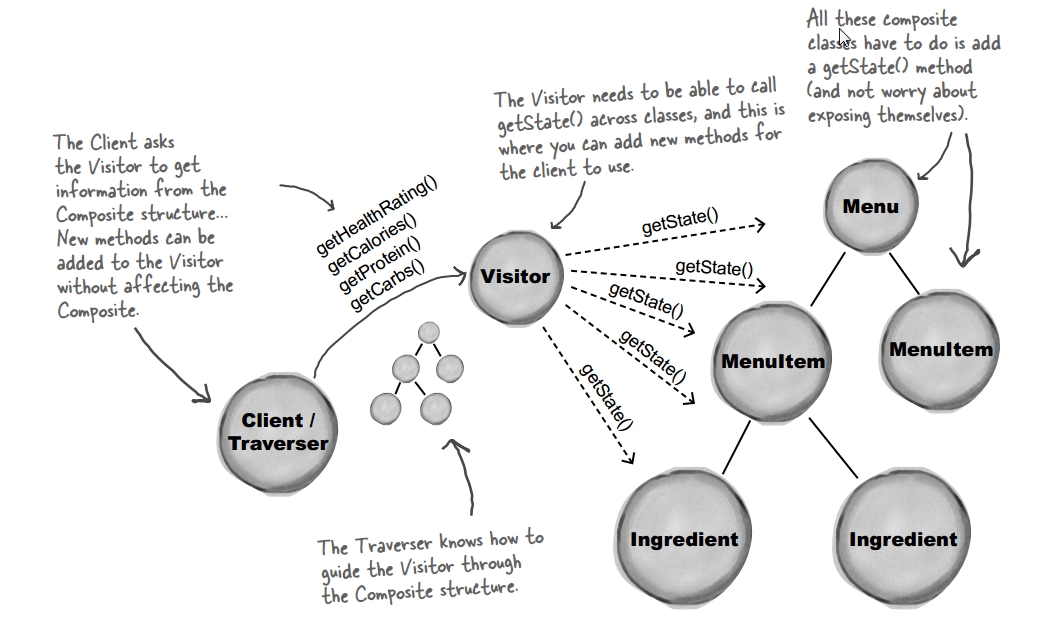 All these composite
classes have to do is add
a getState() method
(and not worry about
exposing themselves).
The Visitor needs to be able to call
getState() across classes, and this is
where you can add new methods for
the client to use.
The Client asks
the Visitor to get
information from the
Composite structure...
New methods can be
added to the Visitor
without affecting the
Composite.
getHealthRating()
getCalories()
getProtein()
getCarbs()
Visitor
getState()
getState()
getState()
getState()
getState()
Menu
MenuItem
MenuItem
Client /
Traverser
Ingredient
Ingredient
The Traverser knows how to
guide the Visitor through
the Composite structure.